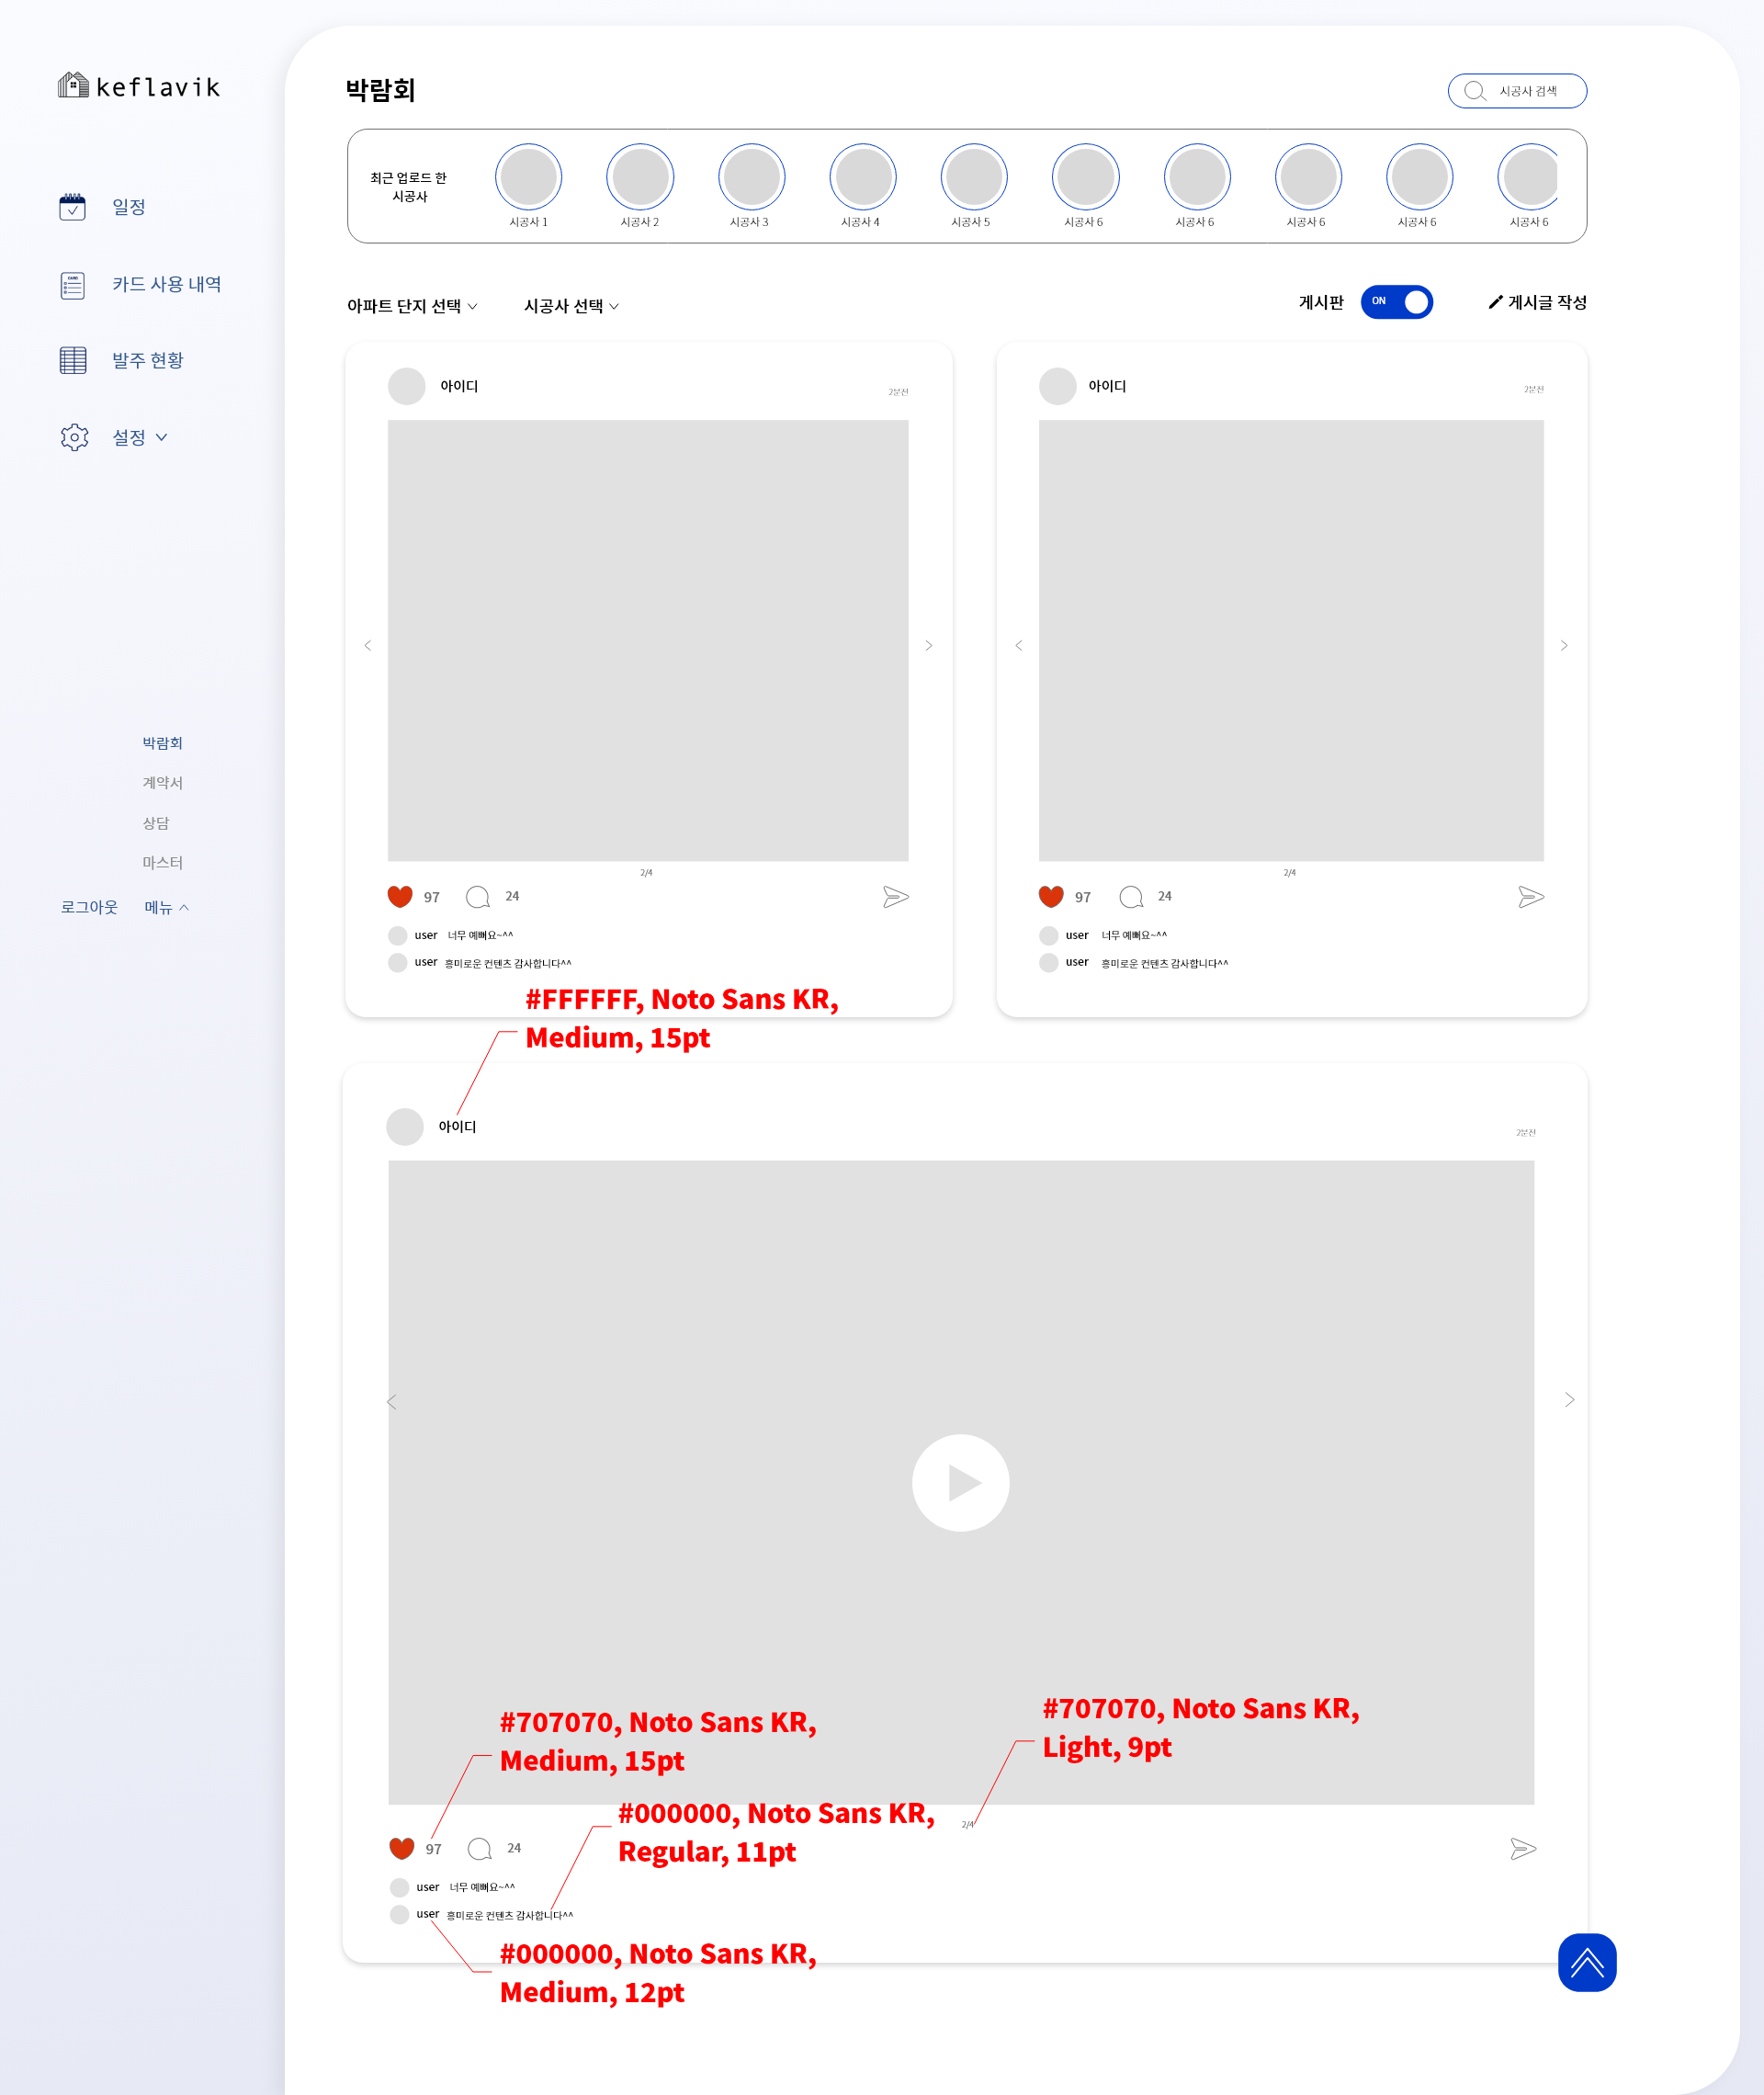 keflavik
일정
카드 사용 내역
발주 현황
설정
박람회
계약서
상담
마스터
로그아웃 메뉴
박람회
시공사 검색
최근 업로드 한
시공사
시공사 1 시공사 2 시공사 3 시공사 4 시공사 5 시공사 6 시공사 6 시공사 6 시공사 6 시공사 6
아파트 단지 선택 시공사 선택 게시판 ON 게시글 작성
아이디 2분전
2/4
97 24
user 너무 예뻐요~^^
user 흥미로운 컨텐츠 감사합니다^^
아이디 2분전
2/4
97 24
user 너무 예뻐요~^^
user 흥미로운 컨텐츠 감사합니다^^
#FFFFFF, Noto Sans KR,
Medium, 15pt
아이디 2분전
#707070, Noto Sans KR,
Medium, 15pt
#707070, Noto Sans KR,
Light, 9pt
#000000, Noto Sans KR,
Regular, 11pt
2/4
97 24
user 너무 예뻐요~^^
user 흥미로운 컨텐츠 감사합니다^^
#000000, Noto Sans KR,
Medium, 12pt